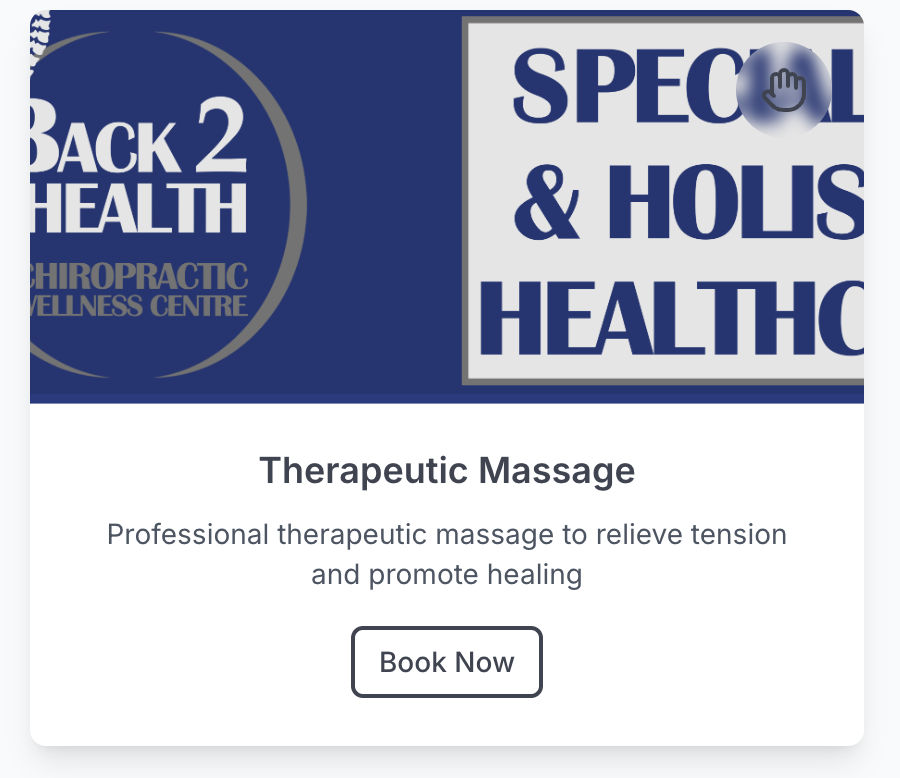 BACK 2
HEALTH
CHIROPRACTIC
WELLNESS CENTRE
& HOLIS
HEALTHC
Therapeutic Massage
Professional therapeutic massage to relieve tension
and promote healing
Book Now